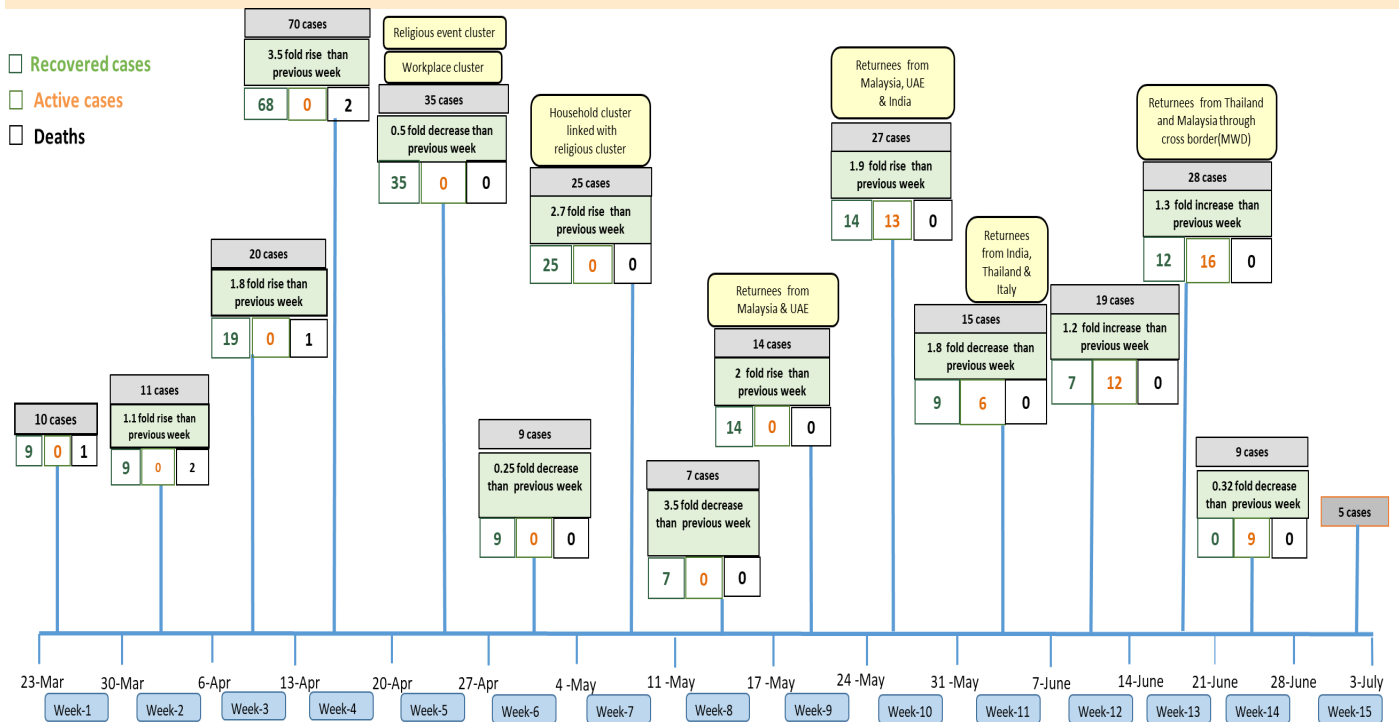 Recovered cases
Active cases
Deaths
10 cases
9 0 1
11 cases
1.1 fold rise than
previous week
9 0 2
20 cases
1.8 fold rise than
previous week
19 0 1
70 cases
3.5 fold rise than
previous week
68 0 2
Religious event cluster
Workplace cluster
35 cases
0.5 fold decrease than
previous week
35 0 0
9 cases
0.25 fold decrease
than previous week
9 0 0
Household cluster
linked with
religious cluster
25 cases
2.7 fold rise than
previous week
25 0 0
7 cases
3.5 fold decrease
than previous week
7 0 0
Returnees from
Malaysia & UAE
14 cases
2 fold rise than
previous week
14 0 0
Returnees from
Malaysia, UAE
& India
27 cases
1.9 fold rise than
previous week
14 13 0
Returnees
from India,
Thailand &
Italy
15 cases
1.8 fold decrease than
previous week
9 6 0
19 cases
1.2 fold increase than
previous week
7 12 0
Returnees from Thailand
and Malaysia through
cross border(MWD)
28 cases
1.3 fold increase than
previous week
12 16 0
9 cases
0.32 fold decrease
than previous week
0 9 0
5 cases
23-Mar 30-Mar 6-Apr 13-Apr 20-Apr 27-Apr 4 -May 11-May 17 -May 24 -May 31-May 7-June 14-June 21-June 28-June 3-July
Week-1 Week-2 Week-3 Week-4 Week-5 Week-6 Week-7 Week-8 Week-9 Week-10 Week-11 Week-12 Week-13 Week-14 Week-15